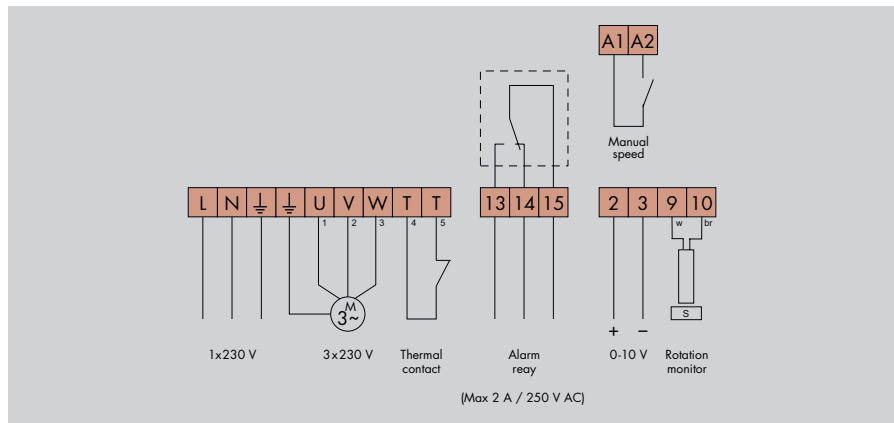 A1 A2
Manual
speed
L N U V W T T 13 14 15 2 3 9 10
1 2 3 4 5 w br
M
3~
S
+ −
1x230 V 3x230 V Thermal contact Alarm reay 0-10 V Rotation monitor
(Max 2 A / 250 V AC)